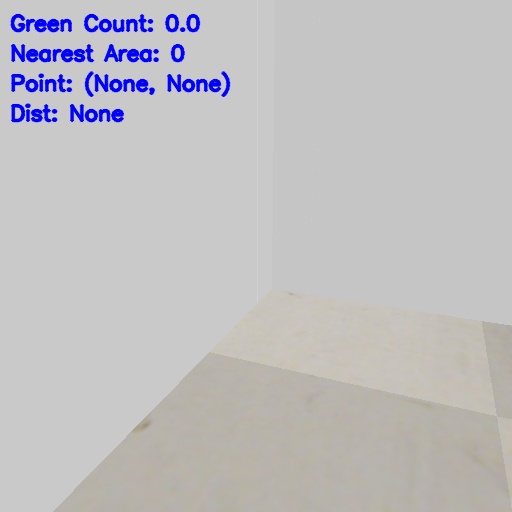 Green Count: 0.0
Nearest Area: 0
Point: (None, None)
Dist: None